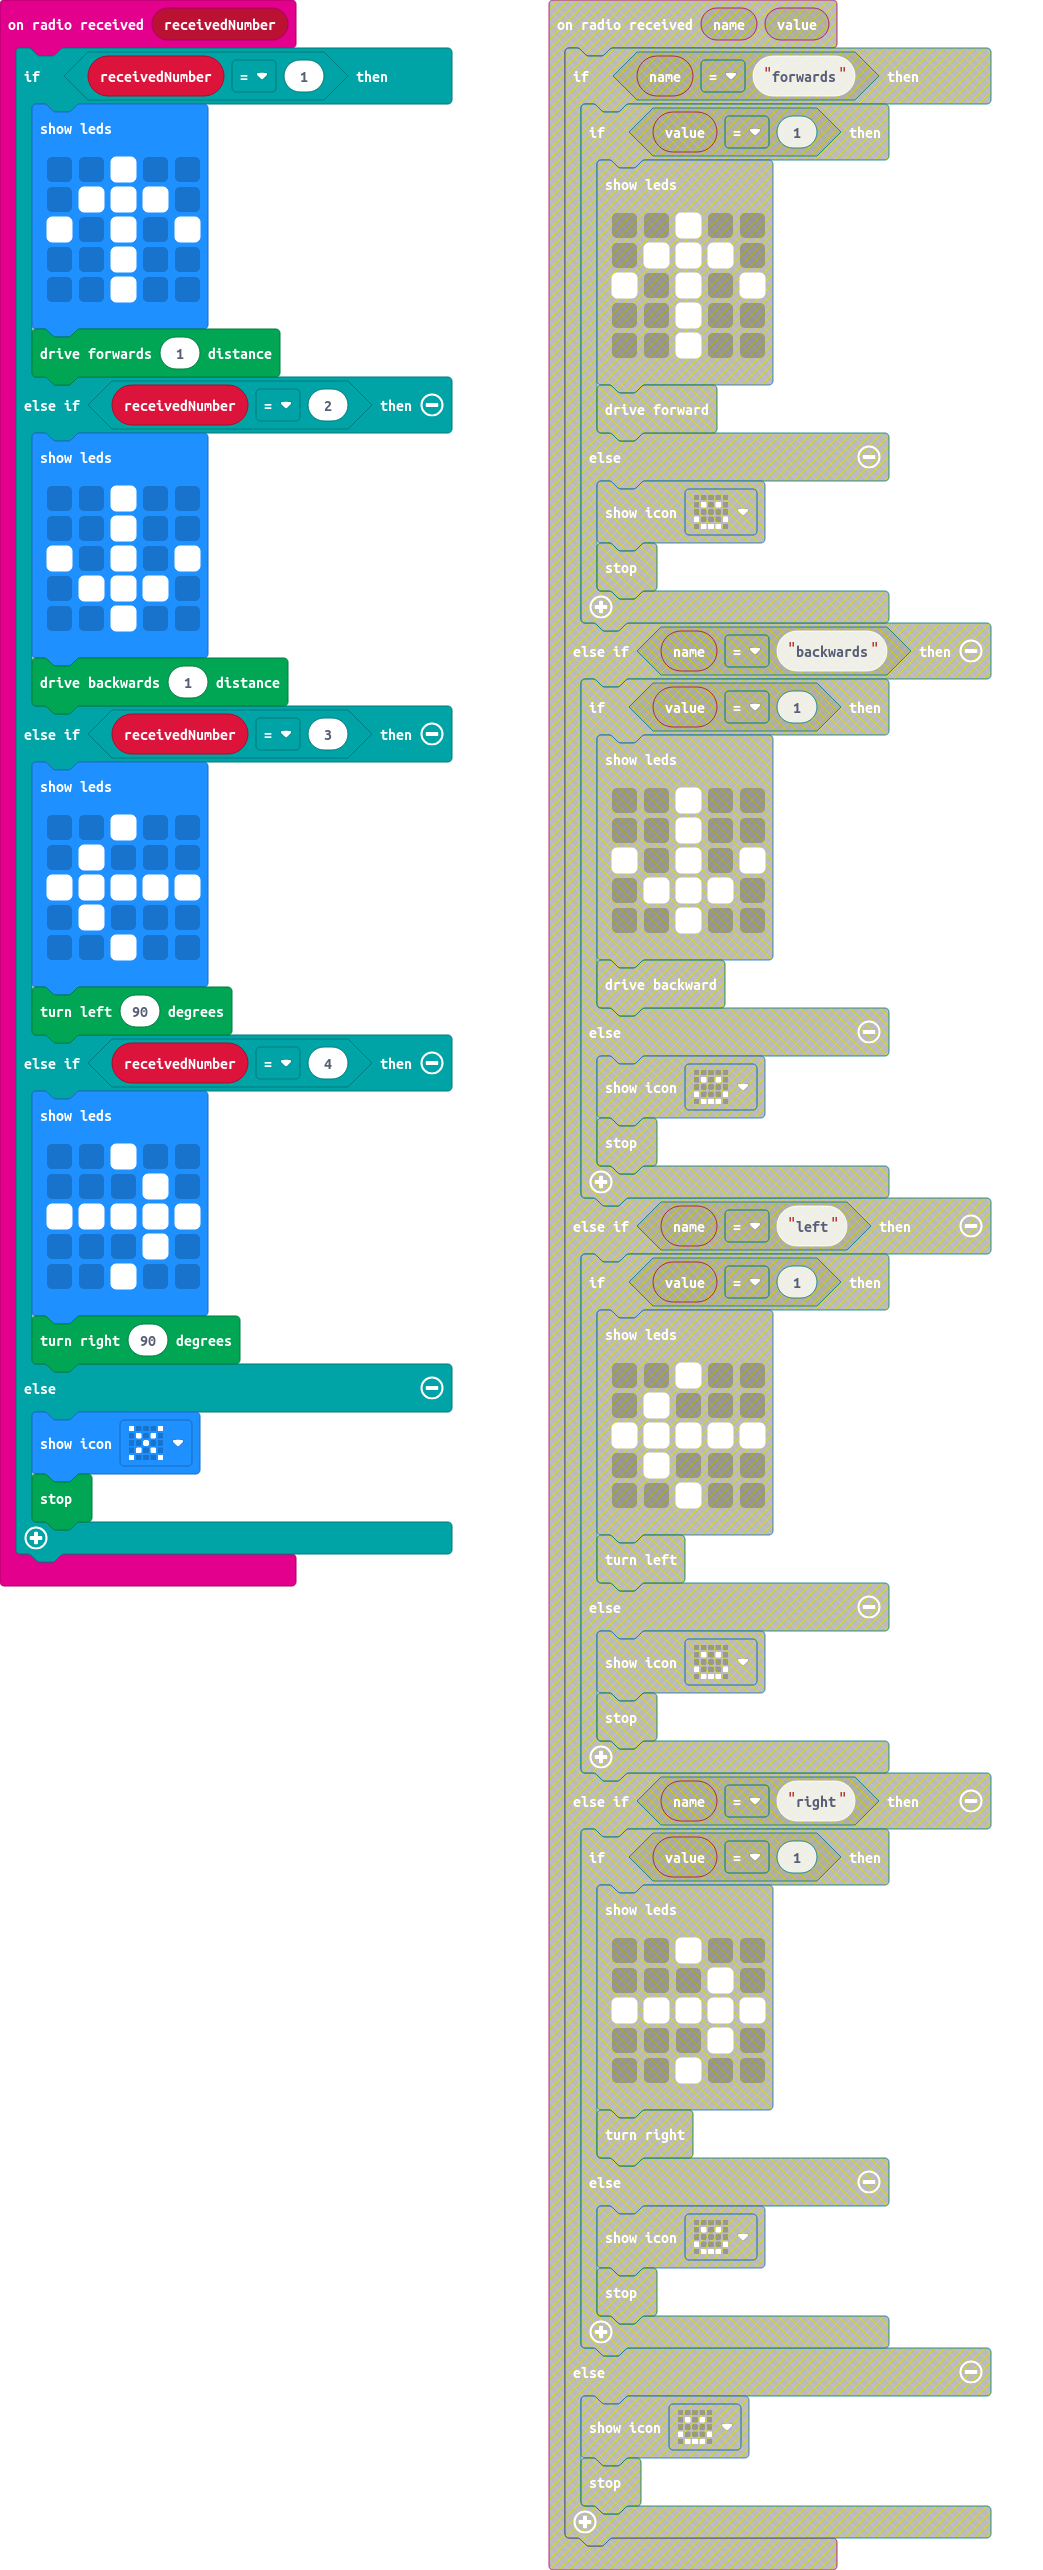 on radio received receivedNumber
if receivedNumber = 1 then
show leds
drive forwards 1 distance
else if receivedNumber = 2 then
show leds
drive backwards 1 distance
else if receivedNumber = 3 then
show leds
turn left 90 degrees
else if receivedNumber = 4 then
show leds
turn right 90 degrees
else
show icon
stop
on radio received name value
if name = "forwards" then
if value = 1 then
show leds
drive forward
else
show icon
stop
else if name = "backwards" then
if value = 1 then
show leds
drive backward
else
show icon
stop
else if name = "left" then
if value = 1 then
show leds
turn left
else
show icon
stop
else if name = "right" then
if value = 1 then
show leds
turn right
else
show icon
stop
else
show icon
stop